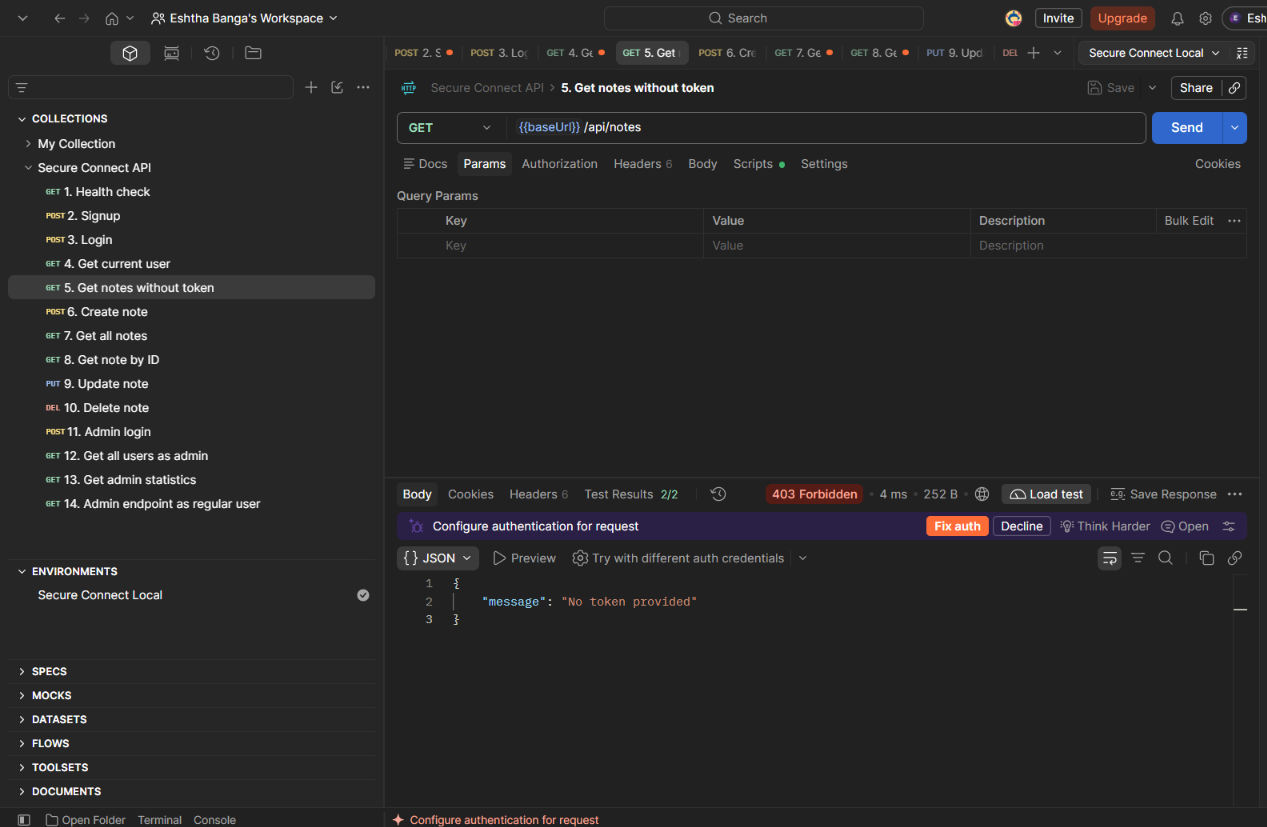 Eshtha Banga's Workspace
Search
Invite
Upgrade
E Esh
POST 2. S
POST 3. Log
GET 4. Ge
GET 5. Get
POST 6. Cre
GET 7. Ge
GET 8. Ge
PUT 9. Upd
DEL
Secure Connect Local
COLLECTIONS
My Collection
Secure Connect API
GET 1. Health check
POST 2. Signup
POST 3. Login
GET 4. Get current user
GET 5. Get notes without token
POST 6. Create note
GET 7. Get all notes
GET 8. Get note by ID
PUT 9. Update note
DEL 10. Delete note
POST 11. Admin login
GET 12. Get all users as admin
GET 13. Get admin statistics
GET 14. Admin endpoint as regular user
ENVIRONMENTS
Secure Connect Local
SPECS
MOCKS
DATASETS
FLOWS
TOOLSETS
DOCUMENTS
Open Folder Terminal Console
HTTP Secure Connect API > 5. Get notes without token
Save
Share
GET {{baseUrl}} /api/notes
Send
Docs Params Authorization Headers 6 Body Scripts Settings Cookies
Query Params
Key Value Description Bulk Edit
Key Value Description
Body Cookies Headers 6 Test Results 2/2
403 Forbidden • 4 ms • 252 B
Load test
e.g. Save Response
Configure authentication for request
Fix auth Decline Think Harder Open
{} JSON Preview Try with different auth credentials
1 {
2 "message": "No token provided"
3 }
Configure authentication for request